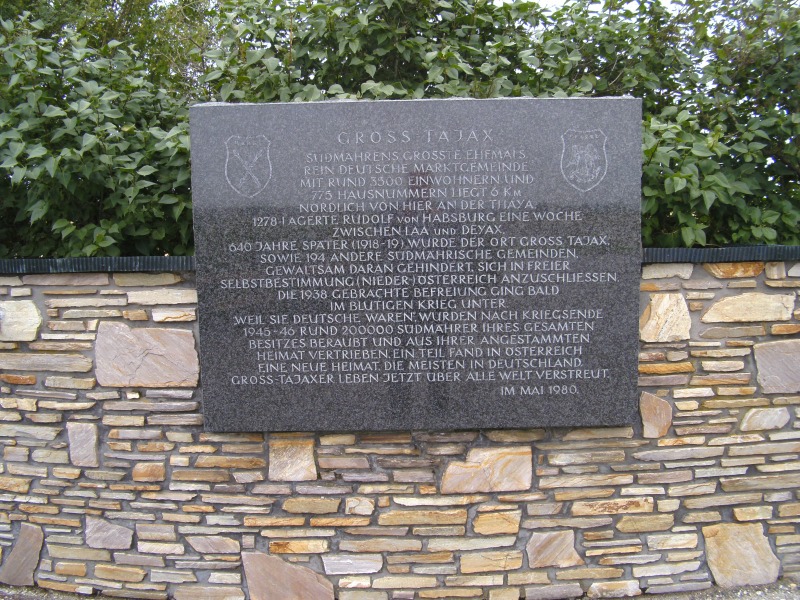 GROSS TAJAX
SÜDMÄHRENS GRÖSSTE EHEMALS
REIN DEUTSCHE MARKTGEMEINDE
MIT RUND 3500 EINWOHNERN UND
775 HAUSNUMMERN LIEGT 6 KM
NÖRDLICH VON HIER AN DER THAYA.
1278 LAGERTE RUDOLF VON HABSBURG EINE WOCHE
ZWISCHEN LAA UND DEYAX.
640 JAHRE SPÄTER (1918-19) WURDE DER ORT GROSS TAJAX,
SOWIE 194 ANDERE SÜDMÄHRISCHE GEMEINDEN,
GEWALTSAM DARAN GEHINDERT, SICH IN FREIER
SELBSTBESTIMMUNG (NIEDER) ÖSTERREICH ANZUSCHLIESSEN.
DIE 1938 GEBRACHTE BEFREIUNG GING BALD
IM BLUTIGEN KRIEG UNTER.
WEIL SIE DEUTSCHE WAREN, WURDEN NACH KRIEGSENDE
1945-46 RUND 200000 SÜDMÄHRER IHRES GESAMTEN
BESITZES BERAUBT UND AUS IHRER ANGESTAMMTEN
HEIMAT VERTRIEBEN. EIN TEIL FAND IN ÖSTERREICH
EINE NEUE HEIMAT, DIE MEISTEN IN DEUTSCHLAND.
GROSS-TAJAXER LEBEN JETZT ÜBER ALLE WELT VERSTREUT.
IM MAI 1980.